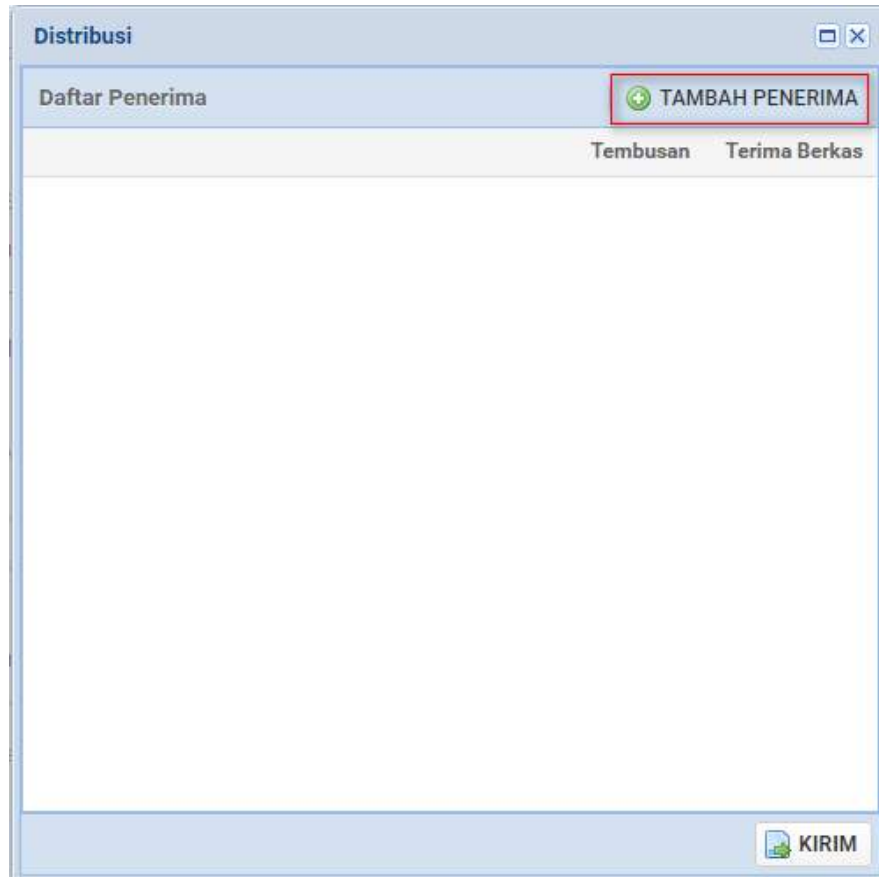 Distribusi
Daftar Penerima TAMBAH PENERIMA
Tembusan Terima Berkas
KIRIM